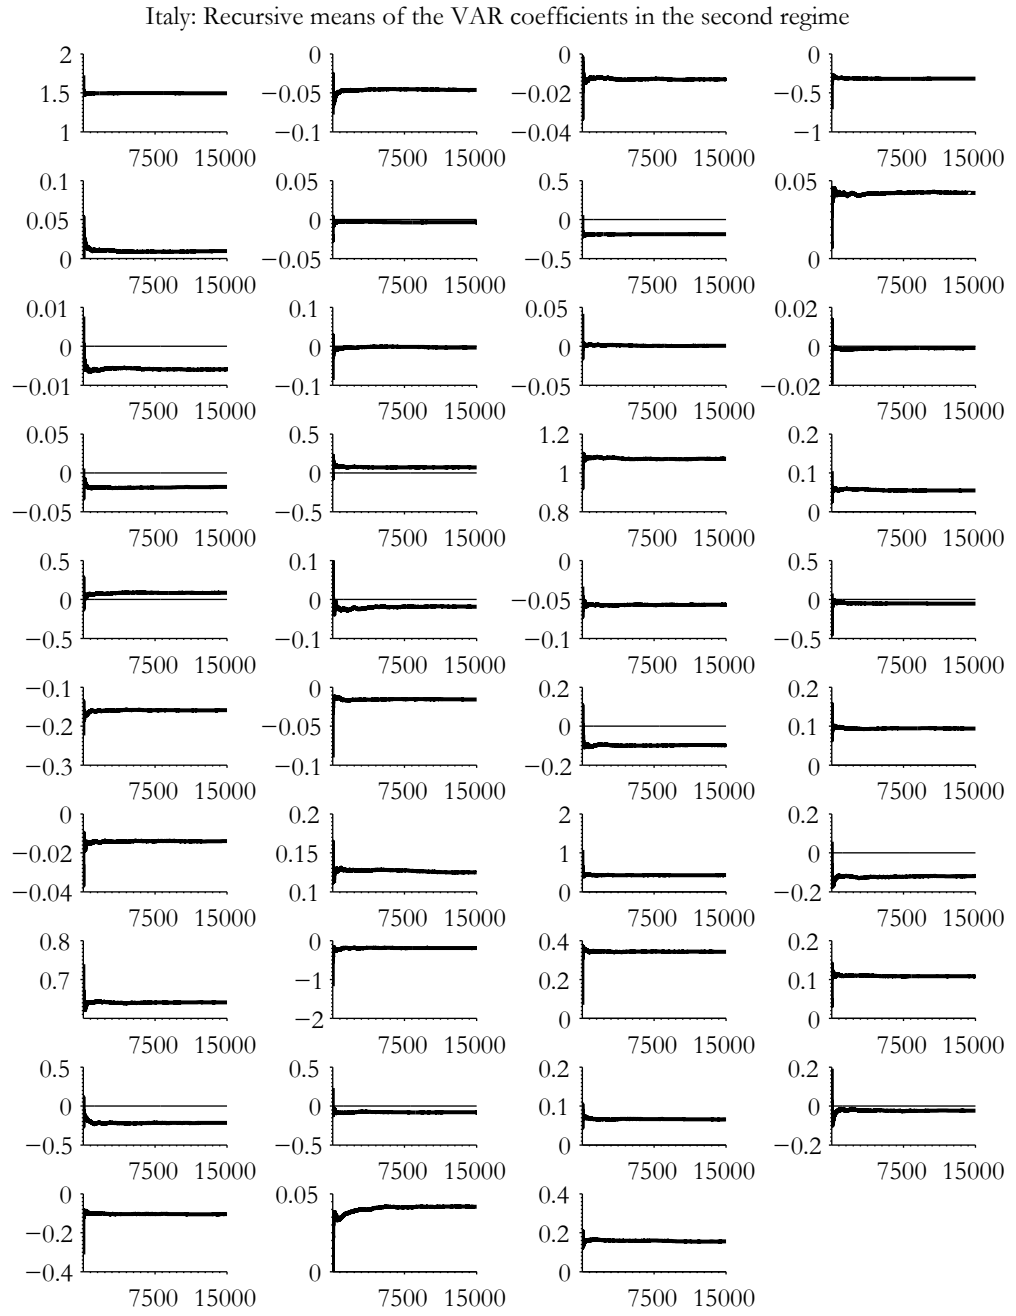 Italy: Recursive means of the VAR coefficients in the second regime
2 0 0 0
1.5 −0.05 −0.02 −0.5
1 −0.1 −0.04 −1
7500 15000 7500 15000 7500 15000 7500 15000
0.1 0.05 0.5 0.05
0.05 0 0
0 −0.05 −0.5 0
7500 15000 7500 15000 7500 15000 7500 15000
0.01 0.1 0.05 0.02
0 0 0 0
−0.01 −0.1 −0.05 −0.02
7500 15000 7500 15000 7500 15000 7500 15000
0.05 0.5 1.2 0.2
0 0 1 0.1
−0.05 −0.5 0.8 0
7500 15000 7500 15000 7500 15000 7500 15000
0.5 0.1 0 0.5
0 0 −0.05 0
−0.5 −0.1 −0.1 −0.5
7500 15000 7500 15000 7500 15000 7500 15000
−0.1 0 0.2 0.2
−0.2 −0.05 0 0.1
−0.3 −0.1 −0.2 0
7500 15000 7500 15000 7500 15000 7500 15000
0 0.2 2 0.2
−0.02 0.15 1 0
−0.04 0.1 0 −0.2
7500 15000 7500 15000 7500 15000 7500 15000
0.8 0 0.4 0.2
0.7 −1 0.2 0.1
−2 0 0
7500 15000 7500 15000 7500 15000 7500 15000
0.5 0.5 0.2 0.2
0 0 0.1 0
−0.5 −0.5 0 −0.2
7500 15000 7500 15000 7500 15000 7500 15000
0 0.05 0.4
−0.2 0.2
−0.4 0 0
7500 15000 7500 15000 7500 15000